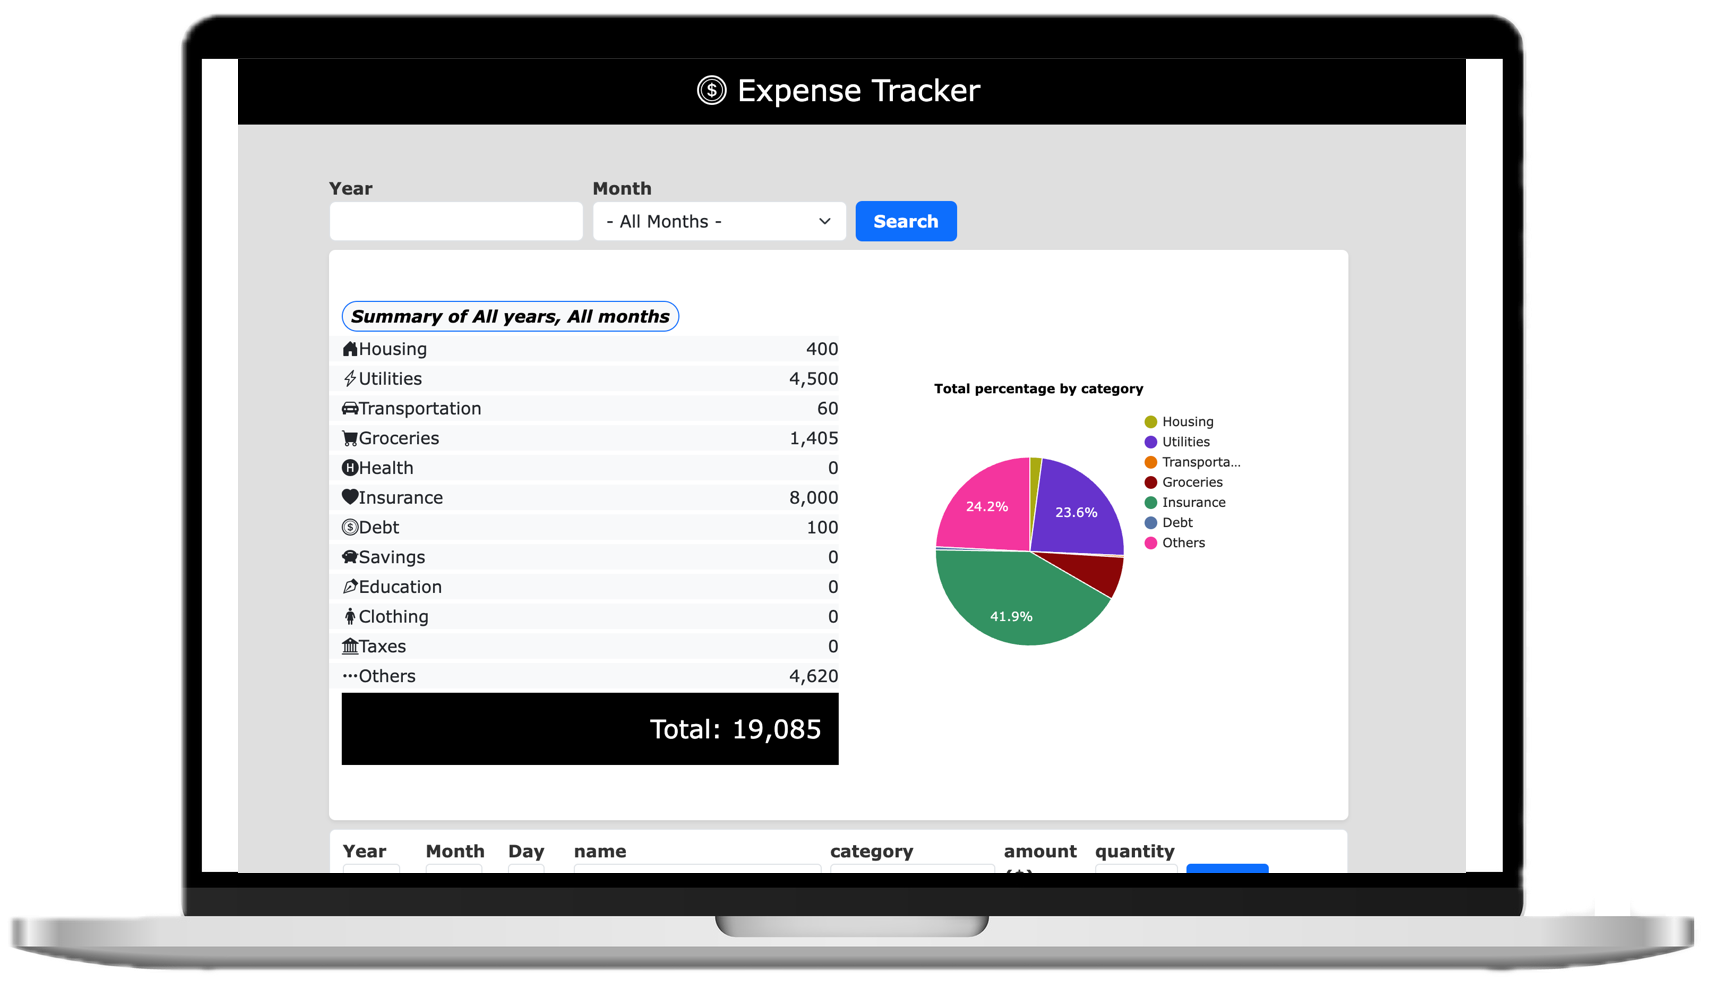 Expense Tracker
Year Month
- All Months - Search
Summary of All years, All months
Housing 400
Utilities 4,500
Transportation 60
Groceries 1,405
Health 0
Insurance 8,000
Debt 100
Savings 0
Education 0
Clothing 0
Taxes 0
Others 4,620
Total: 19,085
Total percentage by category
Housing
Utilities
Transporta...
Groceries
Insurance
Debt
Others
24.2%
23.6%
41.9%
Year Month Day name category amount quantity